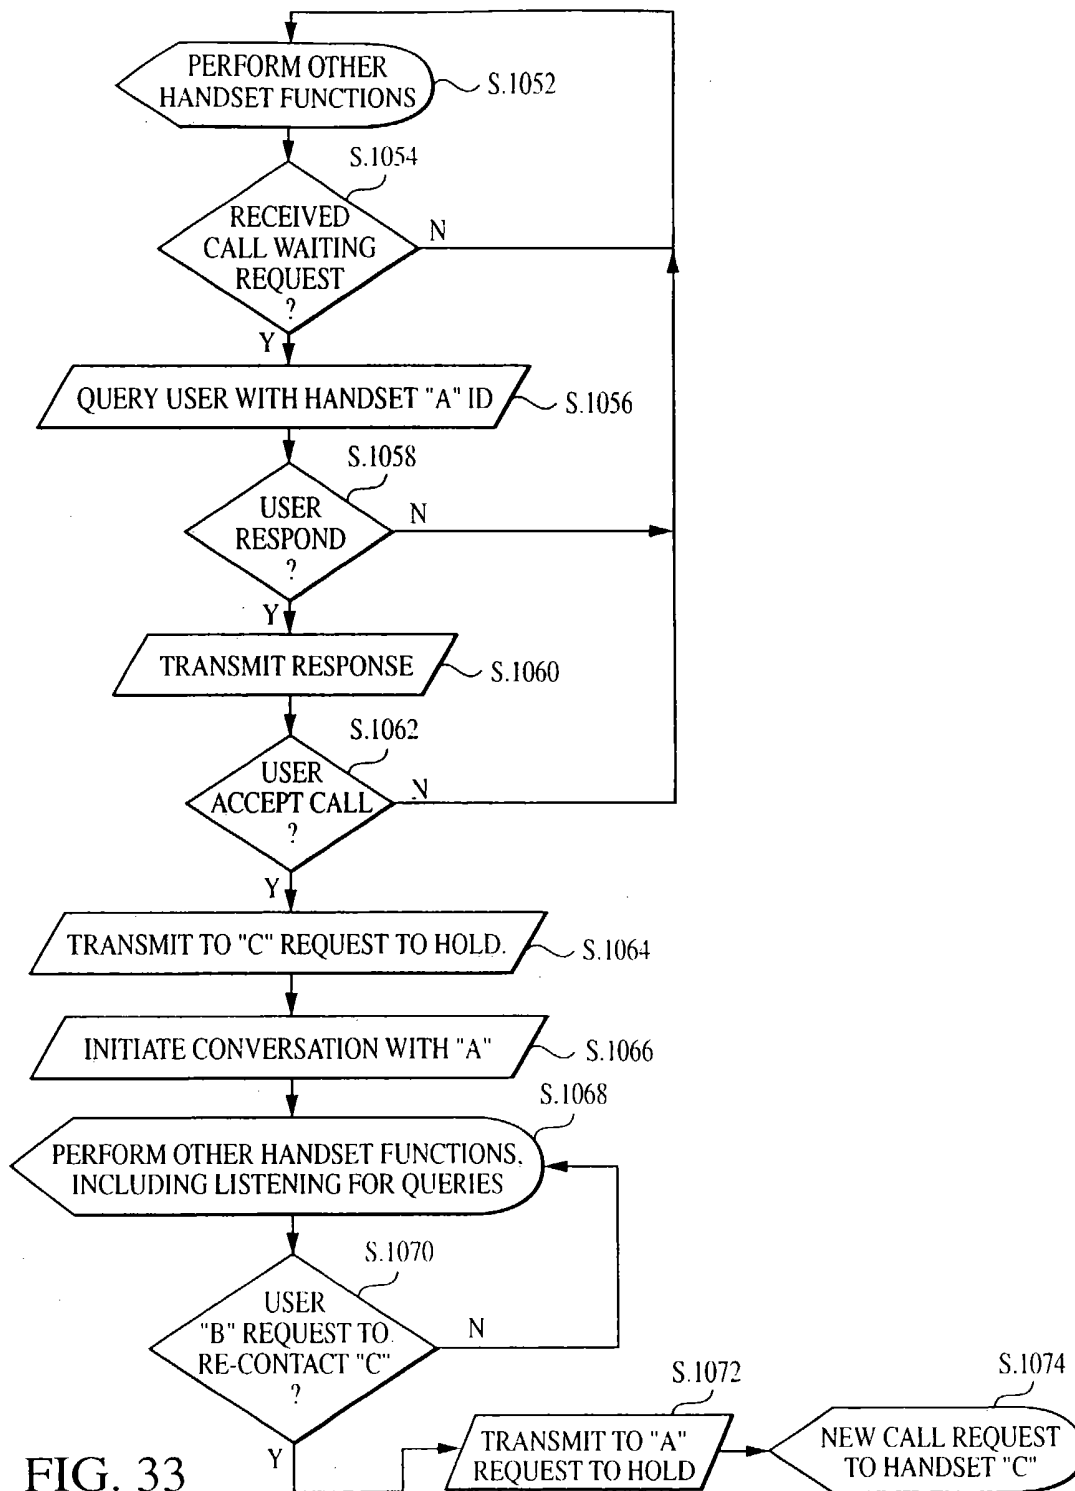 PERFORM OTHER
HANDSET FUNCTIONS
S.1052
S.1054
RECEIVED
CALL WAITING
REQUEST
?
N
Y
QUERY USER WITH HANDSET "A" ID
S.1056
S.1058
USER
RESPOND
?
N
Y
TRANSMIT RESPONSE
S.1060
S.1062
USER
ACCEPT CALL
?
N
Y
TRANSMIT TO "C" REQUEST TO HOLD.
S.1064
INITIATE CONVERSATION WITH "A"
S.1066
S.1068
PERFORM OTHER HANDSET FUNCTIONS,
INCLUDING LISTENING FOR QUERIES
S.1070
USER
"B" REQUEST TO
RE-CONTACT "C"
?
N
Y
S.1072
TRANSMIT TO "A"
REQUEST TO HOLD
S.1074
NEW CALL REQUEST
TO HANDSET "C"
FIG. 33